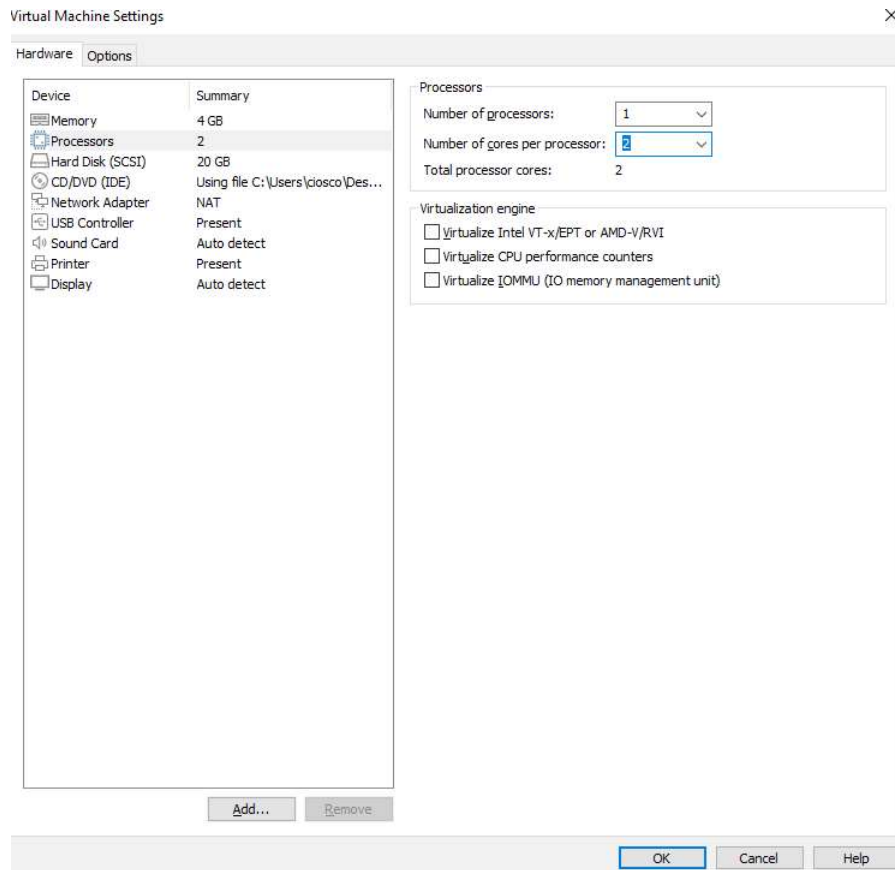 Virtual Machine Settings
Hardware Options
Device Summary
Memory 4 GB
Processors 2
Hard Disk (SCSI) 20 GB
CD/DVD (IDE) Using file C:\Users\ciosco\Des...
Network Adapter NAT
USB Controller Present
Sound Card Auto detect
Printer Present
Display Auto detect
Add... Remove
Processors
Number of processors: 1
Number of cores per processor: 2
Total processor cores: 2
Virtualization engine
Virtualize Intel VT-x/EPT or AMD-V/RVI
Virtualize CPU performance counters
Virtualize IOMMU (IO memory management unit)
OK Cancel Help